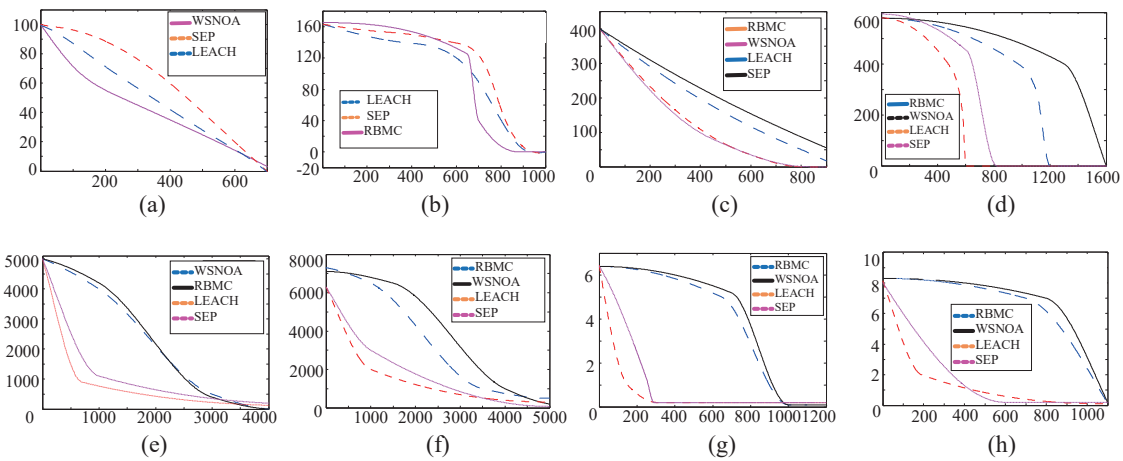 100
80
60
40
20
0
200
400
600
WSNOA
SEP
LEACH
(a)
160
120
80
40
0
-20
0
200
400
600
800
1000
LEACH
SEP
RBMC
(b)
400
300
200
100
0
200
400
600
800
RBMC
WSNOA
LEACH
SEP
(c)
600
400
200
0
0
400
800
1200
1600
RBMC
WSNOA
LEACH
SEP
(d)
5000
4000
3000
2000
1000
0
1000
2000
3000
4000
WSNOA
RBMC
LEACH
SEP
(e)
8000
6000
4000
2000
0
1000
2000
3000
4000
5000
RBMC
WSNOA
LEACH
SEP
(f)
6
4
2
0
0
200
400
600
800
1000
1200
RBMC
WSNOA
LEACH
SEP
(g)
8
6
4
2
0
0
200
400
600
800
1000
RBMC
WSNOA
LEACH
SEP
(h)